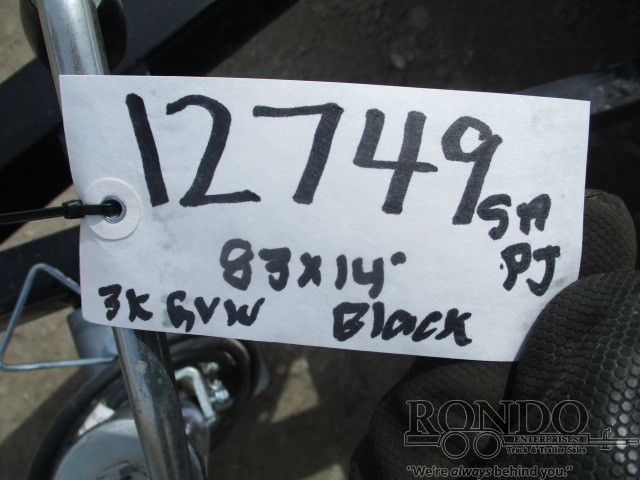 12749
SA
PJ
83x14'
3K GVW Black
RONDO
ENTERPRISES
Truck & Trailer Sales
"We're always behind you."